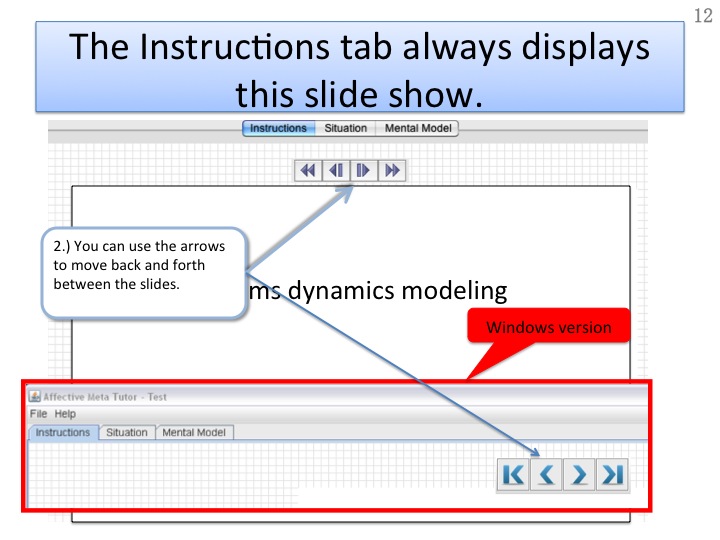 12
The Instructions tab always displays
this slide show.
Instructions Situation Mental Model
2.) You can use the arrows
to move back and forth
between the slides.
ms dynamics modeling
Windows version
Affective Meta Tutor - Test
File Help
Instructions Situation Mental Model